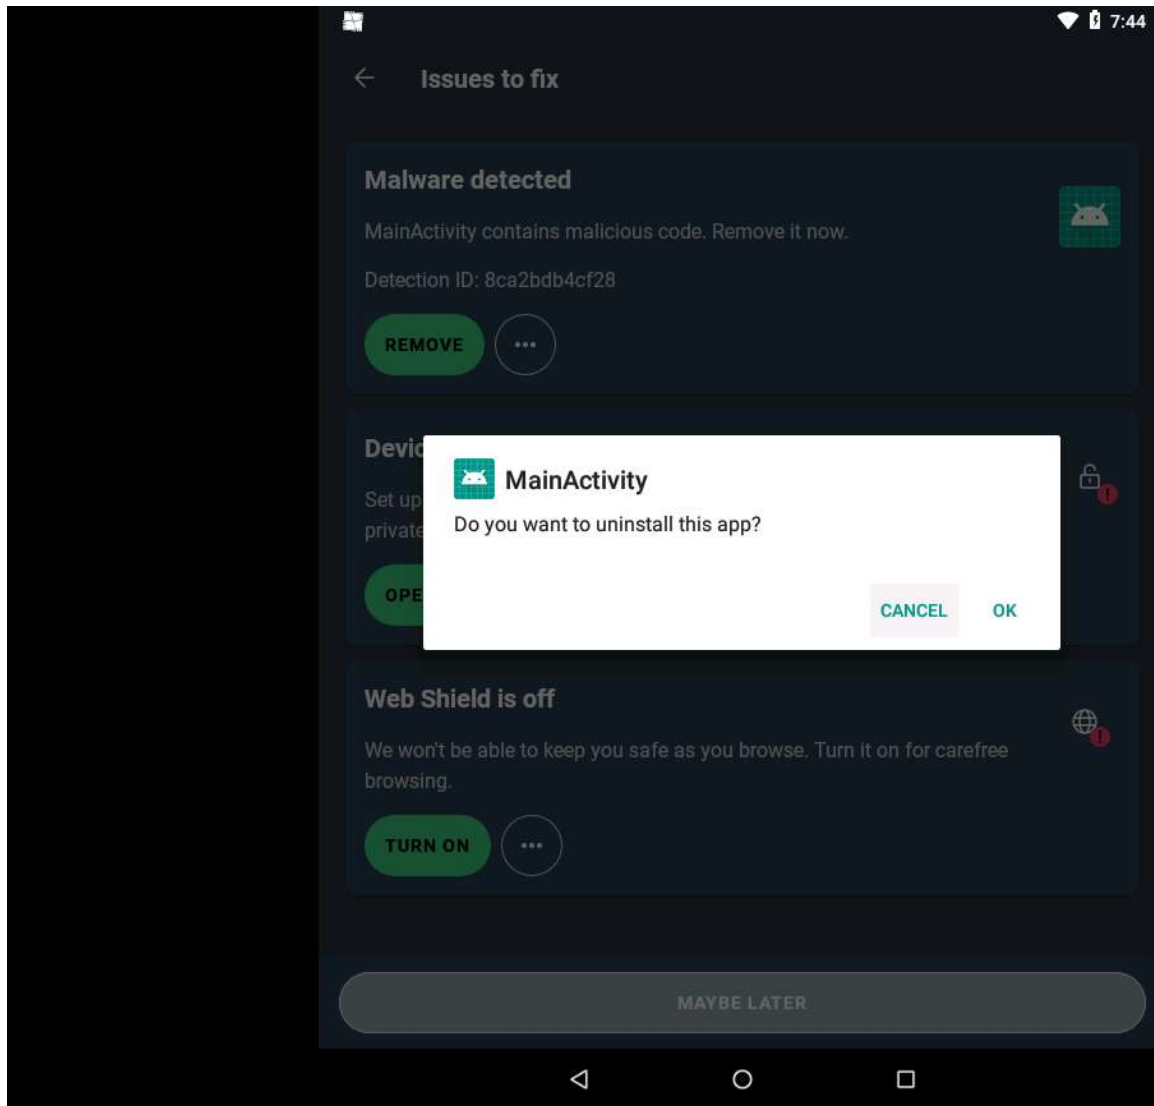 7:44
Issues to fix
Malware detected
MainActivity contains malicious code. Remove it now.
Detection ID: 8ca2bdb4cf28
REMOVE
Devic
Set up
private
OPE
MainActivity
Do you want to uninstall this app?
CANCEL OK
Web Shield is off
We won't be able to keep you safe as you browse. Turn it on for carefree
browsing.
TURN ON
MAYBE LATER